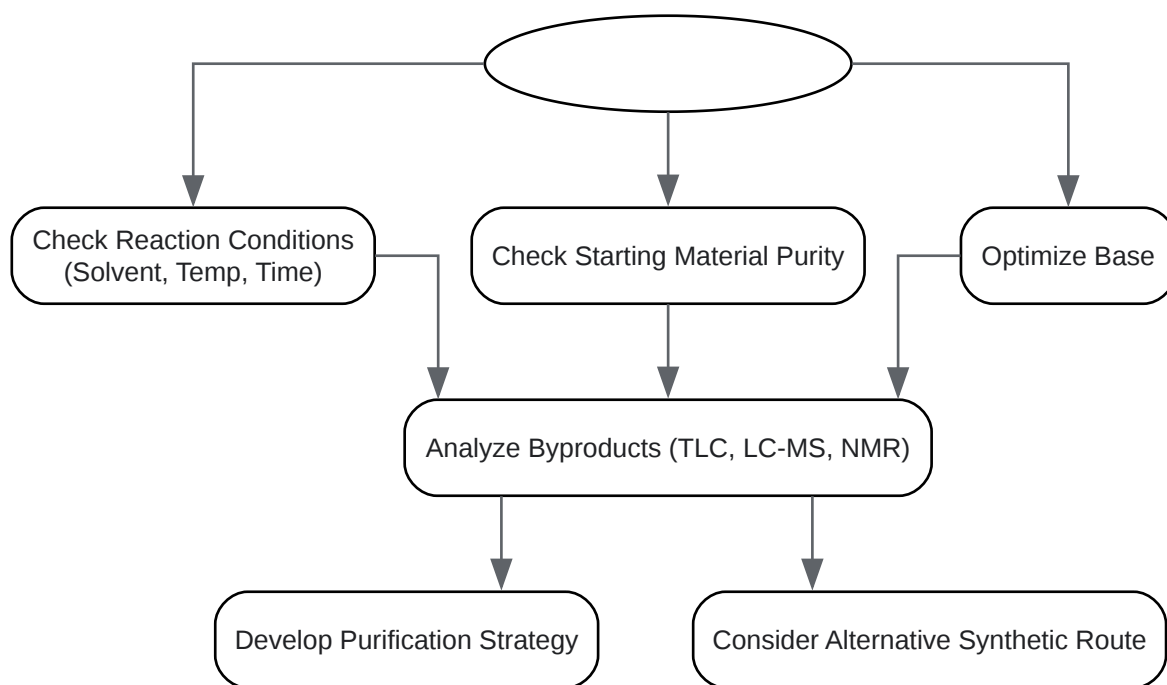 Check Reaction Conditions
(Solvent, Temp, Time)
Check Starting Material Purity
Optimize Base
Analyze Byproducts (TLC, LC-MS, NMR)
Develop Purification Strategy
Consider Alternative Synthetic Route